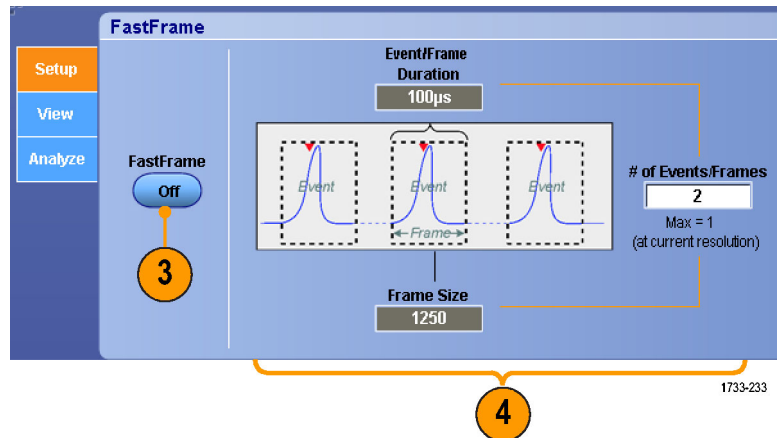 FastFrame
Setup
View
Analyze
FastFrame
Off
3
Event/Frame
Duration
100µs
Event
Event
Event
←Frame→
Frame Size
1250
# of Events/Frames
2
Max = 1
(at current resolution)
4
1733-233